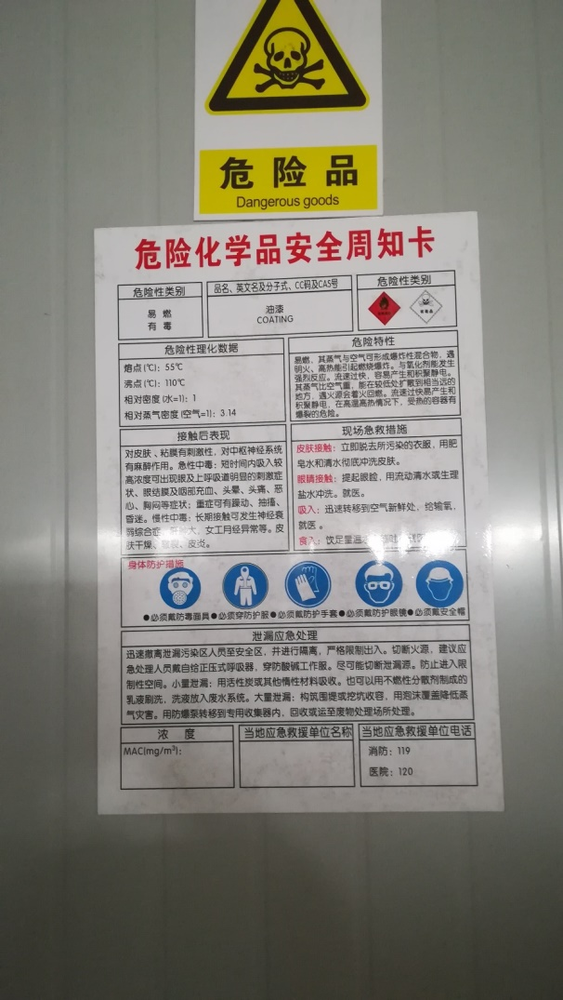 危险品
Dangerous goods
危险化学品安全周知卡
危险性类别
易 燃
有 毒
品名、英文名及分子式、CC码及CAS号
油漆
COATING
危险性类别
危险性理化数据
熔点(℃): 55℃
沸点(℃): 110℃
相对密度(水=1): 1
相对蒸气密度(空气=1): 3.14
危险特性
易燃，其蒸气与空气可形成爆炸性混合物，遇
明火、高热能引起燃烧爆炸。与氧化剂能发生
强烈反应。流速过快，容易产生和积聚静电。
其蒸气比空气重，能在较低处扩散到相当远的
地方，遇火源会着火回燃。流速过快易产生和
积聚静电，在高温高热情况下，受热的容器有
爆裂的危险。
接触后表现
对皮肤、粘膜有刺激性，对中枢神经系统
有麻醉作用。急性中毒：短时间内吸入较
高浓度可出现眼及上呼吸道明显的刺激症
状、眼结膜及咽部充血、头晕、头痛、恶
心、胸闷等症状；重症可有躁动、抽搐、
昏迷。慢性中毒：长期接触可发生神经衰
弱综合症，肝肿大，女工月经异常等。皮
肤干燥、皲裂、皮炎。
现场急救措施
皮肤接触：立即脱去所污染的衣服，用肥
皂水和清水彻底冲洗皮肤。
眼睛接触：提起眼睑，用流动清水或生理
盐水冲洗。就医。
吸入：迅速转移到空气新鲜处，给输氧，
就医。
食入：饮足量温水
身体防护措施
●必须戴防毒面具●必须穿防护服●必须戴防护手套●必须戴防护眼镜●必须戴安全帽
泄漏应急处理
迅速撤离泄漏污染区人员至安全区，并进行隔离，严格限制出入。切断火源，建议应
急处理人员戴自给正压式呼吸器，穿防酸碱工作服。尽可能切断泄漏源。防止进入限
制性空间。小量泄漏：用活性炭或其他惰性材料吸收。也可以用不燃性分散剂制成的
乳液刷洗，洗液放入废水系统。大量泄漏：构筑围堤或挖坑收容，用泡沫覆盖降低蒸
气灾害。用防爆泵转移到专用收集器内，回收或运至废物处理场所处理。
浓 度
MAC(mg/m³):
当地应急救援单位名称
当地应急救援单位电话
消防：119
医院：120